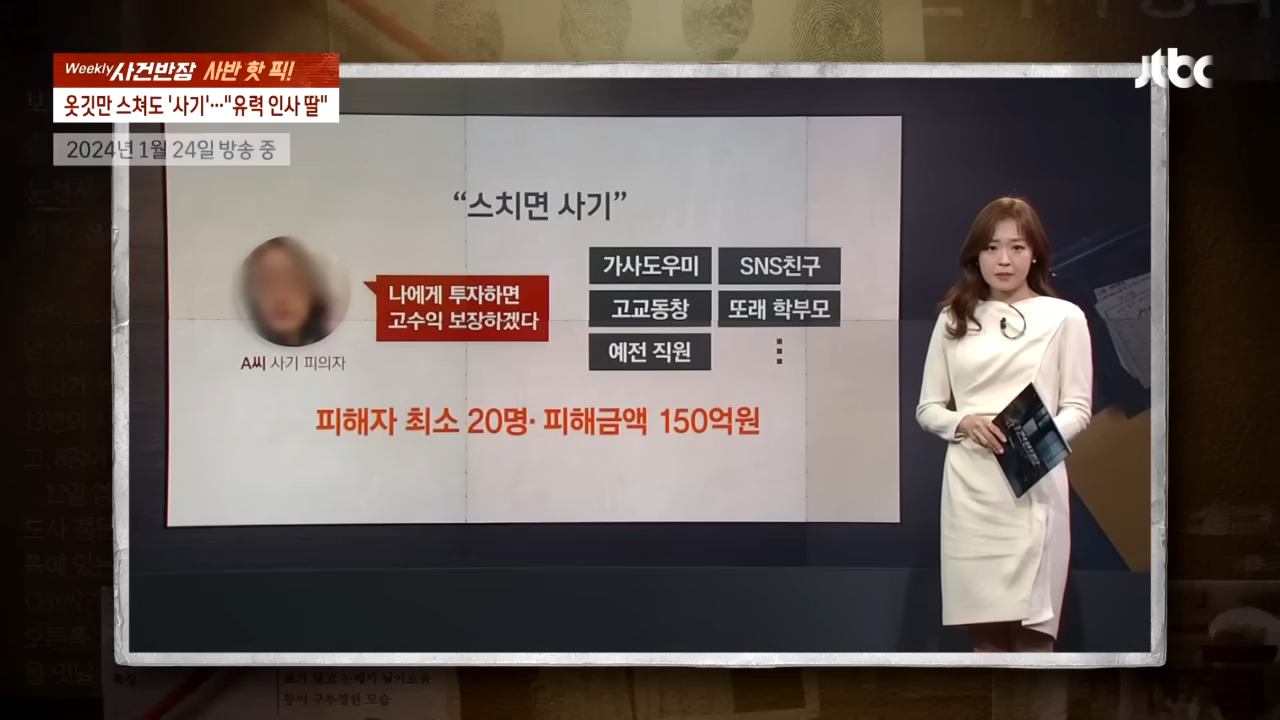 Weekly 사건반장 사반 핫 픽!
jtbc
옷깃만 스쳐도 '사기'…"유력 인사 딸"
2024년 1월 24일 방송 중
“스치면 사기”
가사도우미 SNS친구
나에게 투자하면
고수익 보장하겠다
고교동창 또래 학부모
예전 직원
A씨 사기 피의자
피해자 최소 20명· 피해금액 150억원
사건반장